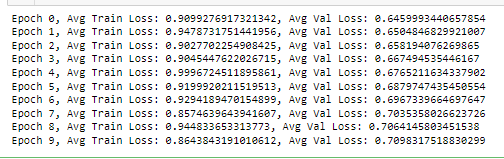 Epoch 0, Avg Train Loss: 0.9099276917321342, Avg Val Loss: 0.6459993440657854
Epoch 1, Avg Train Loss: 0.9478731751441956, Avg Val Loss: 0.6504846829921007
Epoch 2, Avg Train Loss: 0.9027702254908425, Avg Val Loss: 0.658194076269865
Epoch 3, Avg Train Loss: 0.9045447622026715, Avg Val Loss: 0.667494535446167
Epoch 4, Avg Train Loss: 0.9996724511895861, Avg Val Loss: 0.6765211634337902
Epoch 5, Avg Train Loss: 0.9199920211519513, Avg Val Loss: 0.6879747435450554
Epoch 6, Avg Train Loss: 0.9294189470154899, Avg Val Loss: 0.6967339664697647
Epoch 7, Avg Train Loss: 0.8574639643941607, Avg Val Loss: 0.7035358026623726
Epoch 8, Avg Train Loss: 0.944833653313773, Avg Val Loss: 0.7064145803451538
Epoch 9, Avg Train Loss: 0.8643843191010612, Avg Val Loss: 0.7098317518830299